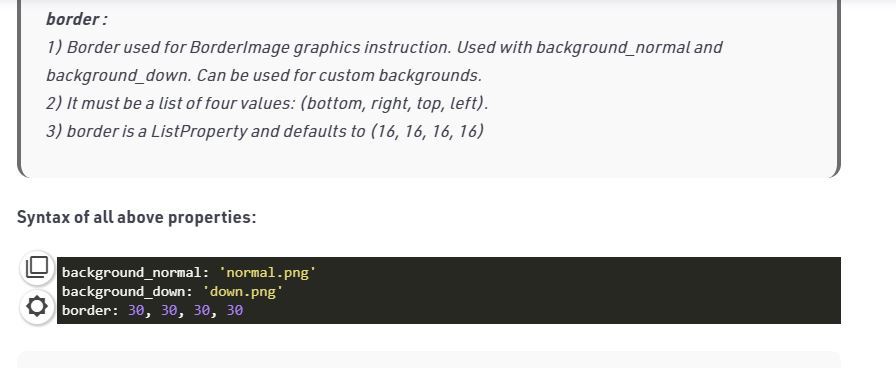 border :
1) Border used for BorderImage graphics instruction. Used with background_normal and
background_down. Can be used for custom backgrounds.
2) It must be a list of four values: (bottom, right, top, left).
3) border is a ListProperty and defaults to (16, 16, 16, 16)
Syntax of all above properties:
background_normal: 'normal.png'
background_down: 'down.png'
border: 30, 30, 30, 30